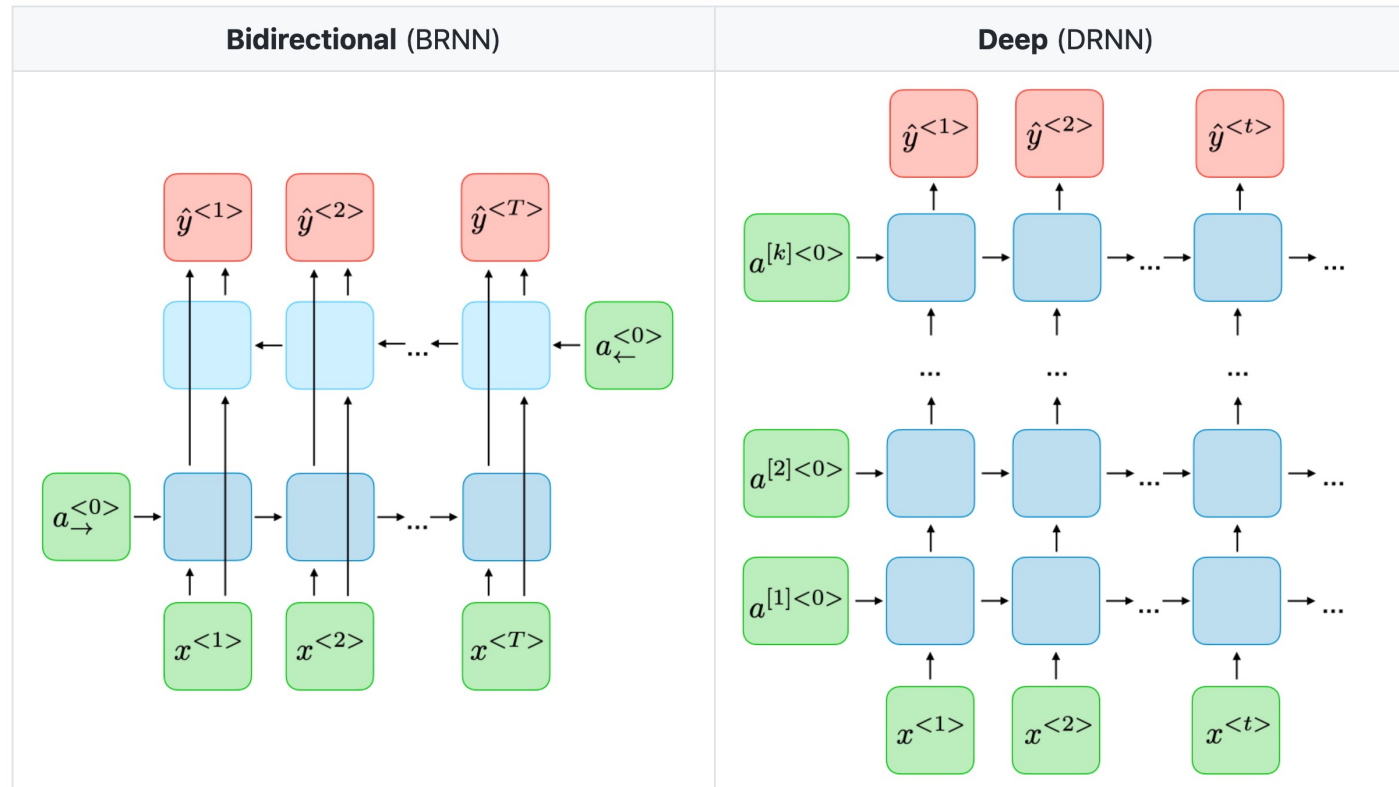 Bidirectional (BRNN)
ŷ<1> ŷ<2> ŷ<T>
... a←<0>
a→<0> ...
x<1> x<2> x<T>
Deep (DRNN)
ŷ<1> ŷ<2> ŷ<t>
a[k]<0> ... ...
... ... ...
a[2]<0> ... ...
a[1]<0> ... ...
x<1> x<2> x<t>